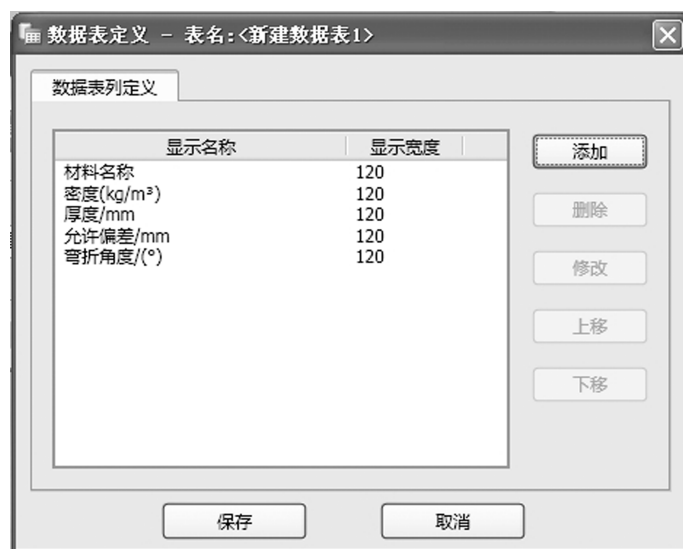 数据表定义 - 表名:<新建数据表1>
数据表列定义
显示名称 显示宽度
材料名称 120
密度(kg/m³) 120
厚度/mm 120
允许偏差/mm 120
弯折角度/(°) 120
添加
删除
修改
上移
下移
保存 取消